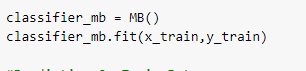 classifier_mb = MB()
classifier_mb.fit(x_train,y_train)